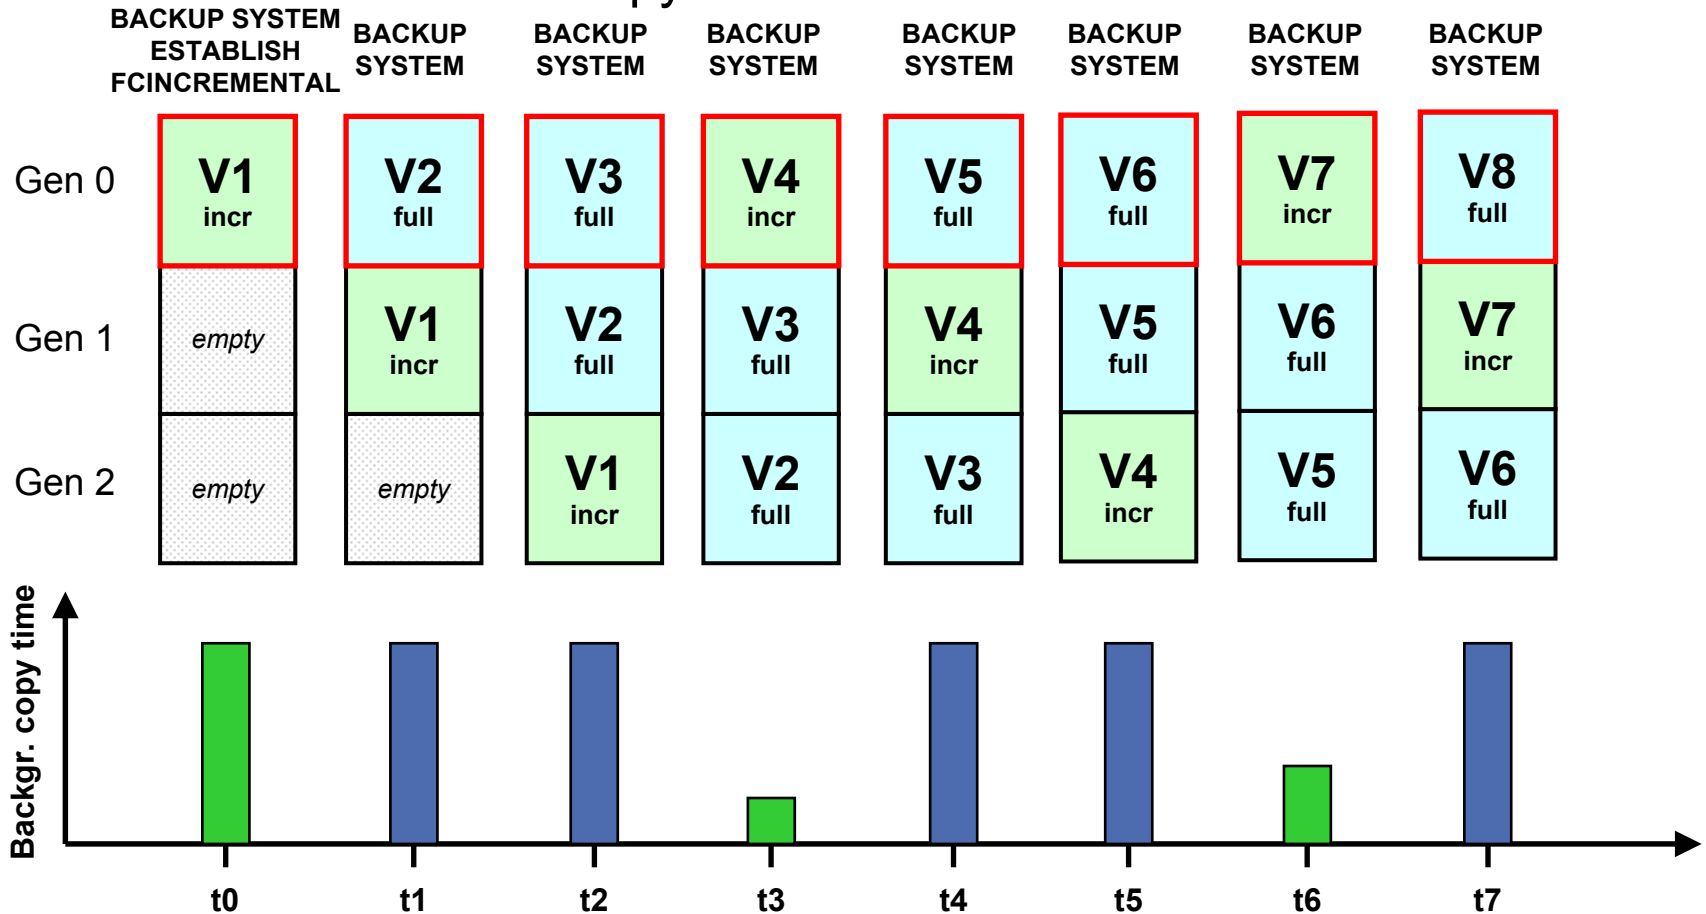 BACKUP SYSTEM
ESTABLISH
FCINCREMENTAL
BACKUP
SYSTEM
BACKUP
SYSTEM
BACKUP
SYSTEM
BACKUP
SYSTEM
BACKUP
SYSTEM
BACKUP
SYSTEM
BACKUP
SYSTEM
Gen 0
V1
incr
V2
full
V3
full
V4
incr
V5
full
V6
full
V7
incr
V8
full
Gen 1
empty
V1
incr
V2
full
V3
full
V4
incr
V5
full
V6
full
V7
incr
Gen 2
empty
empty
V1
incr
V2
full
V3
full
V4
incr
V5
full
V6
full
Backgr. copy time
t0 t1 t2 t3 t4 t5 t6 t7